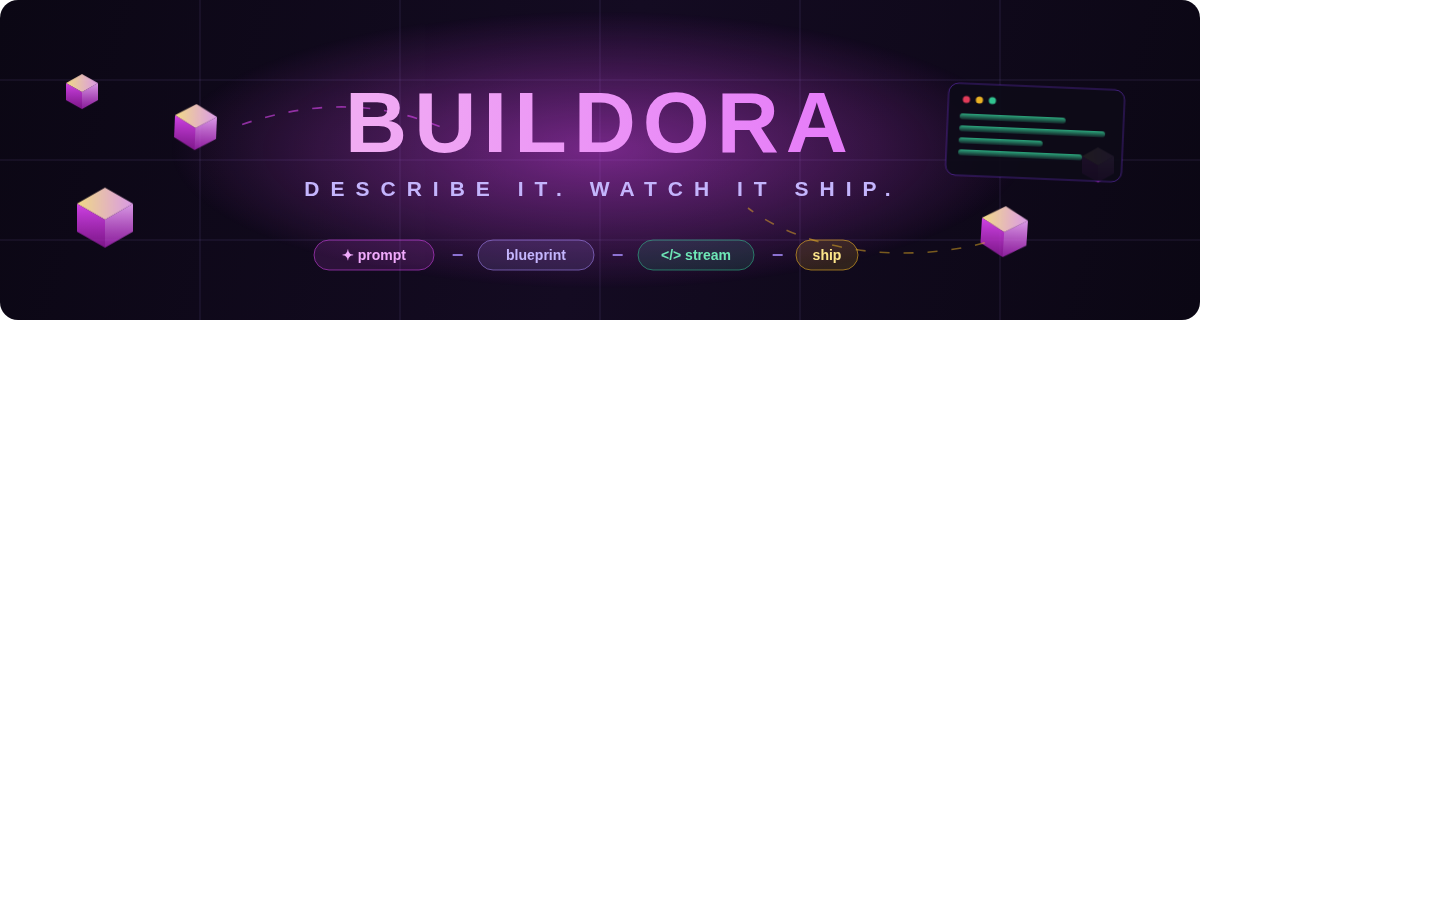 BUILDORA
DESCRIBE IT. WATCH IT SHIP.
✦ prompt – blueprint – </> stream – ship